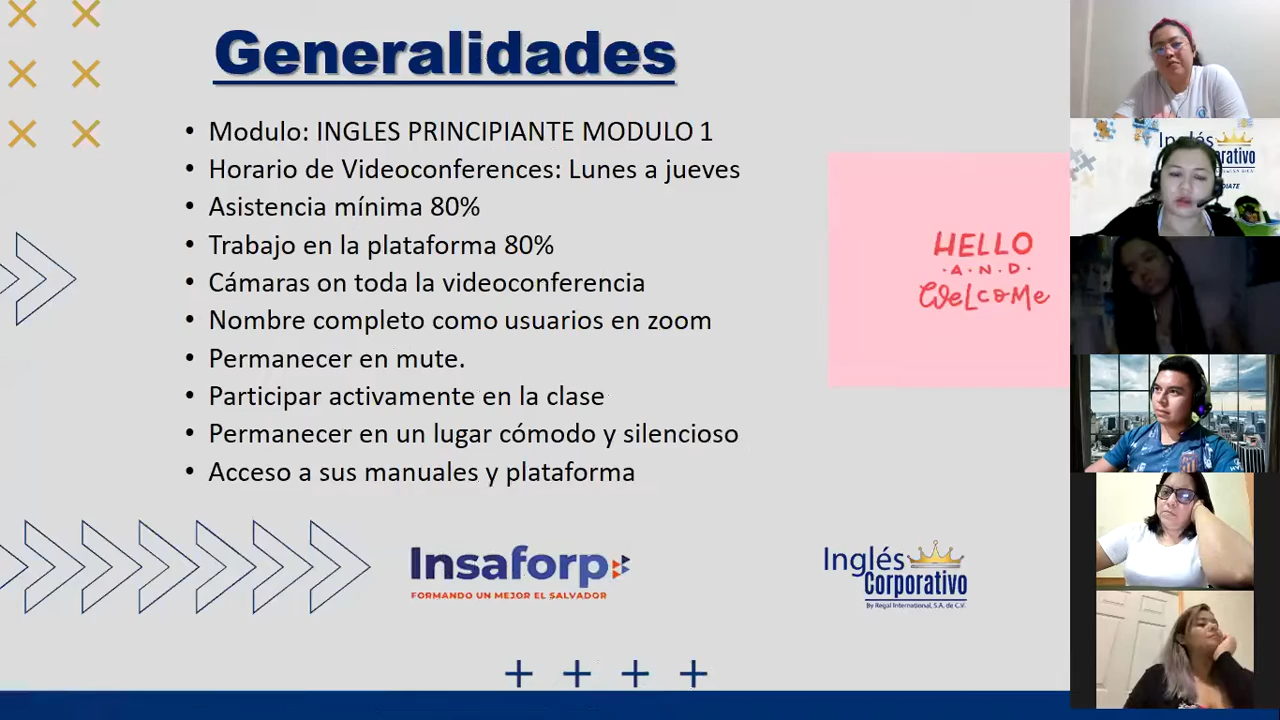 Generalidades
• Modulo: INGLES PRINCIPIANTE MODULO 1
• Horario de Videoconferences: Lunes a jueves
• Asistencia mínima 80%
• Trabajo en la plataforma 80%
• Cámaras on toda la videoconferencia
• Nombre completo como usuarios en zoom
• Permanecer en mute.
• Participar activamente en la clase
• Permanecer en un lugar cómodo y silencioso
• Acceso a sus manuales y plataforma
HELLO
·A·N·D·
WeLcoMe
Insaforp
FORMANDO UN MEJOR EL SALVADOR
Inglés
Corporativo
By Regal International, S.A. de C.V.
Inglés